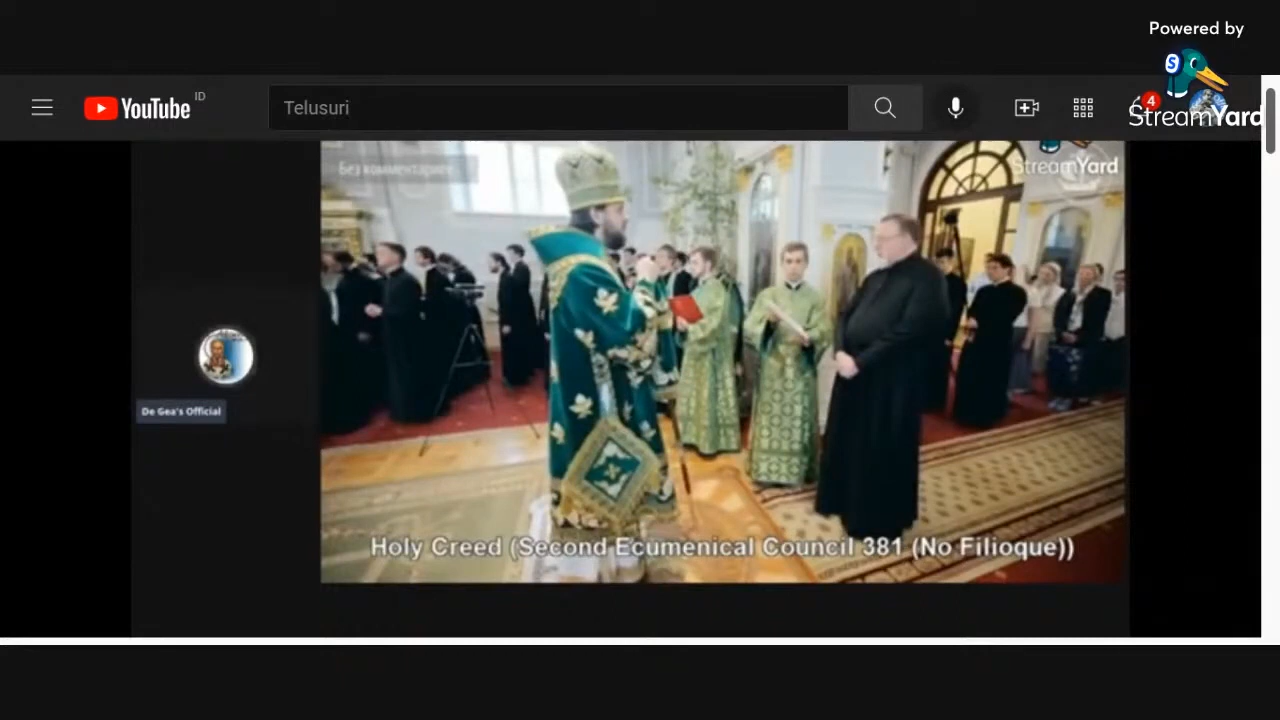 Powered by
StreamYard
YouTube ID
Telusuri
4
Без комментариев
StreamYard
De Gea's Official
Holy Creed (Second Ecumenical Council 381 (No Filioque))